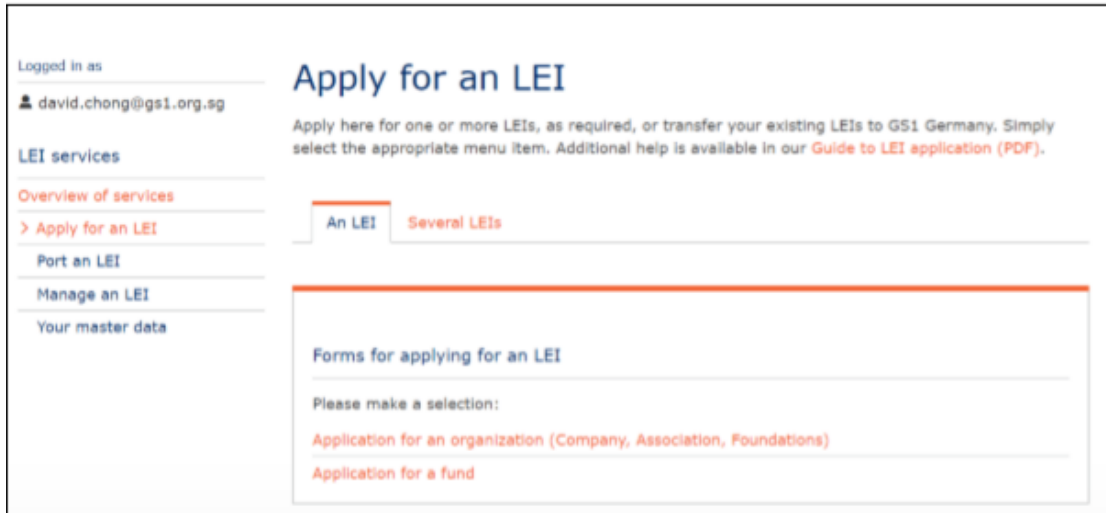 Logged in as
david.chong@gs1.org.sg
LEI services
Overview of services
> Apply for an LEI
Port an LEI
Manage an LEI
Your master data
Apply for an LEI
Apply here for one or more LEIs, as required, or transfer your existing LEIs to GS1 Germany. Simply
select the appropriate menu item. Additional help is available in our Guide to LEI application (PDF).
An LEI
Several LEIs
Forms for applying for an LEI
Please make a selection:
Application for an organization (Company, Association, Foundations)
Application for a fund